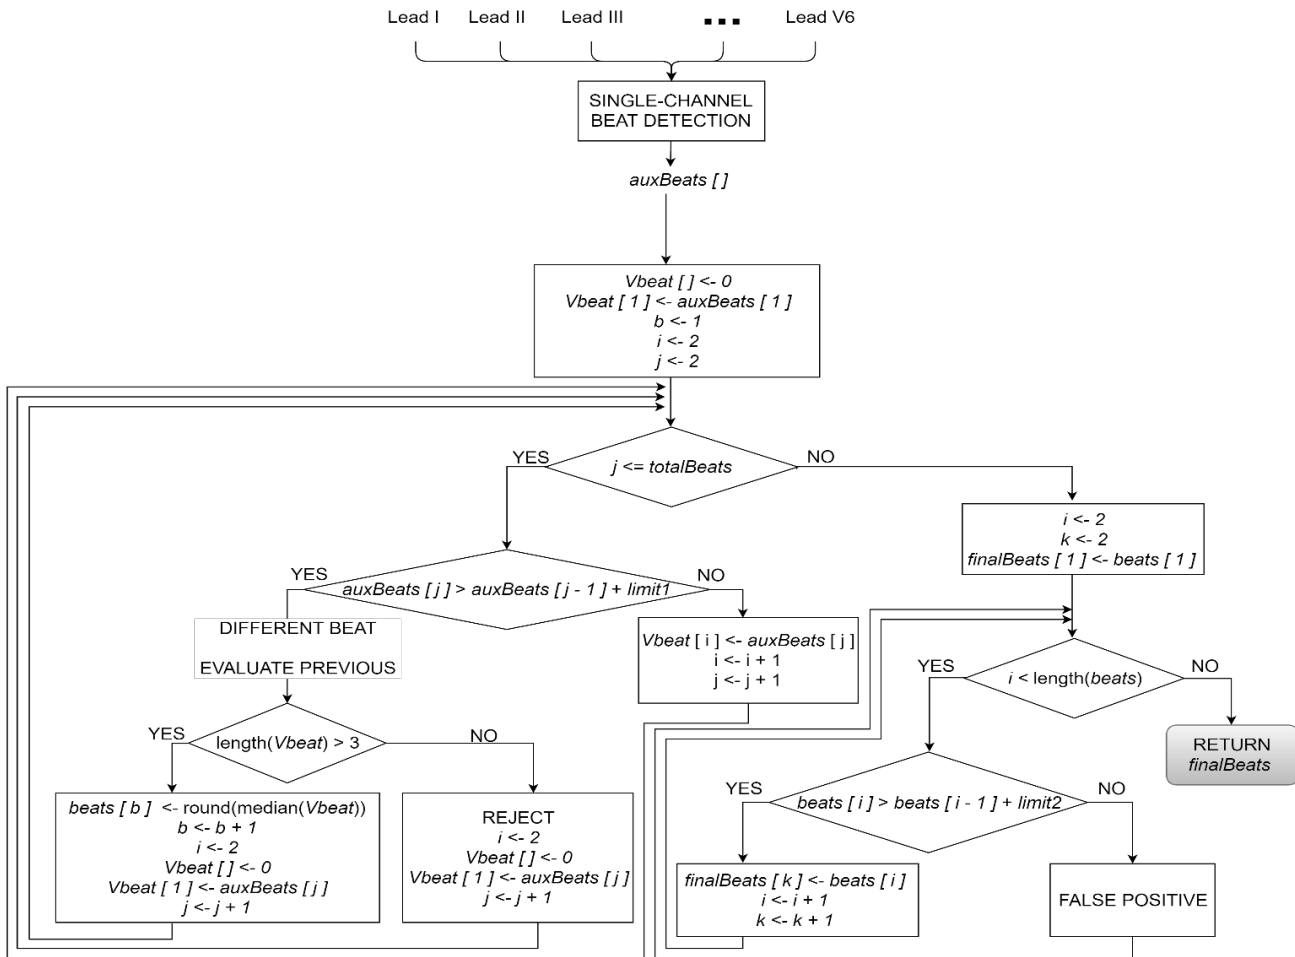 Lead I
Lead II
Lead III
...
Lead V6
SINGLE-CHANNEL
BEAT DETECTION
auxBeats [ ]
Vbeat [ ] <- 0
Vbeat [ 1 ] <- auxBeats [ 1 ]
b <- 1
i <- 2
j <- 2
YES
j <= totalBeats
NO
i <- 2
k <- 2
finalBeats [ 1 ] <- beats [ 1 ]
YES
auxBeats [ j ] > auxBeats [ j - 1 ] + limit1
NO
DIFFERENT BEAT
EVALUATE PREVIOUS
Vbeat [ i ] <- auxBeats [ j ]
i <- i + 1
j <- j + 1
YES
length(Vbeat) > 3
NO
beats [ b ] <- round(median(Vbeat))
b <- b + 1
i <- 2
Vbeat [] <- 0
Vbeat [ 1 ] <- auxBeats [ j ]
j <- j + 1
REJECT
i <- 2
Vbeat [ ] <- 0
Vbeat [ 1 ] <- auxBeats [ j ]
j <- j + 1
YES
i < length(beats)
NO
RETURN
finalBeats
YES
beats [ i ] > beats [ i - 1 ] + limit2
NO
finalBeats [ k ] <- beats [ i ]
i <- i + 1
k <- k + 1
FALSE POSITIVE